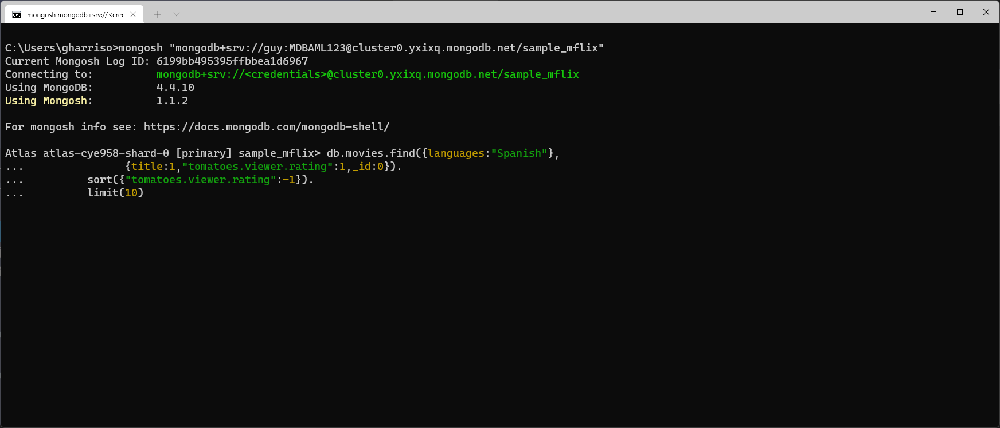 mongosh mongodb+srv://<cre
C:\Users\gharriso>mongosh "mongodb+srv://guy:MDBAML123@cluster0.yxixq.mongodb.net/sample_mflix"
Current Mongosh Log ID: 6199bb495395ffbbea1d6967
Connecting to:          mongodb+srv://<credentials>@cluster0.yxixq.mongodb.net/sample_mflix
Using MongoDB:          4.4.10
Using Mongosh:          1.1.2
For mongosh info see: https://docs.mongodb.com/mongodb-shell/
Atlas atlas-cye958-shard-0 [primary] sample_mflix> db.movies.find({languages:"Spanish"},
...                {title:1,"tomatoes.viewer.rating":1,_id:0}).
...          sort({"tomatoes.viewer.rating":-1}).
...          limit(10)